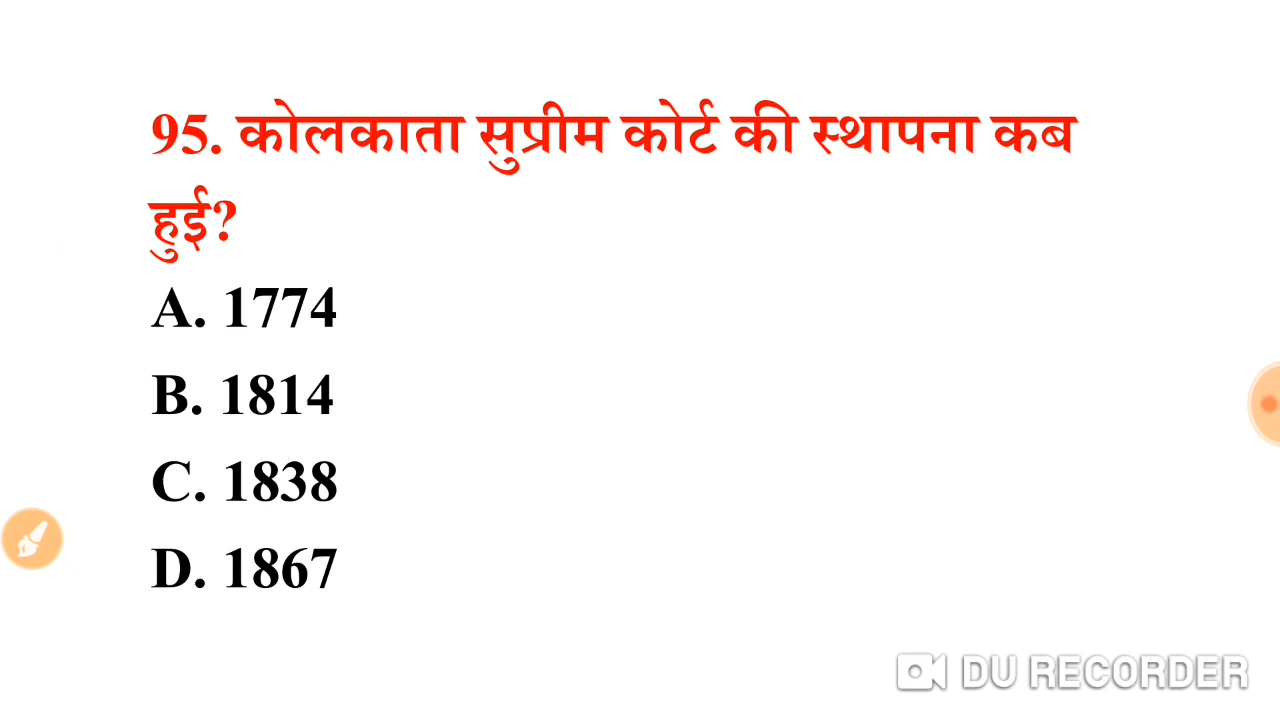 95. कोलकाता सुप्रीम कोर्ट की स्थापना कब
हुई?
A. 1774
B. 1814
C. 1838
D. 1867
DU RECORDER